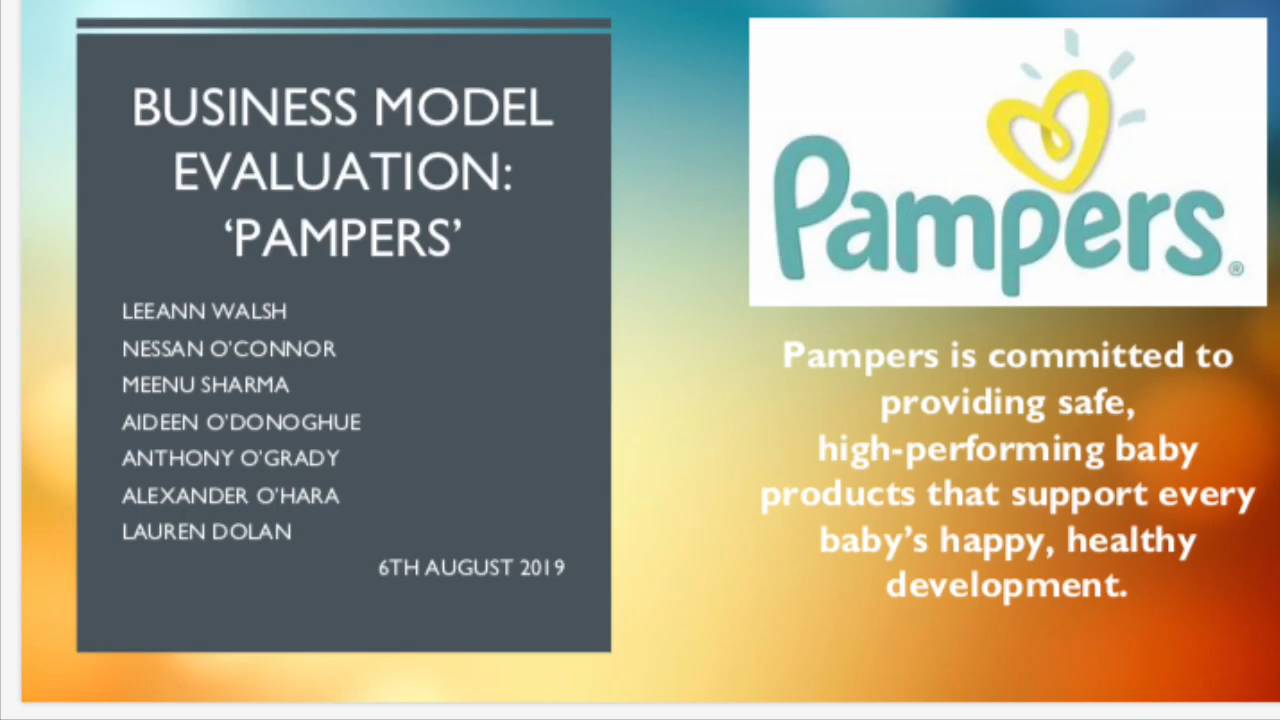 BUSINESS MODEL
EVALUATION:
‘PAMPERS’
LEEANN WALSH
NESSAN O’CONNOR
MEENU SHARMA
AIDEEN O’DONOGHUE
ANTHONY O’GRADY
ALEXANDER O’HARA
LAUREN DOLAN
6TH AUGUST 2019
Pampers®
Pampers is committed to
providing safe,
high-performing baby
products that support every
baby’s happy, healthy
development.